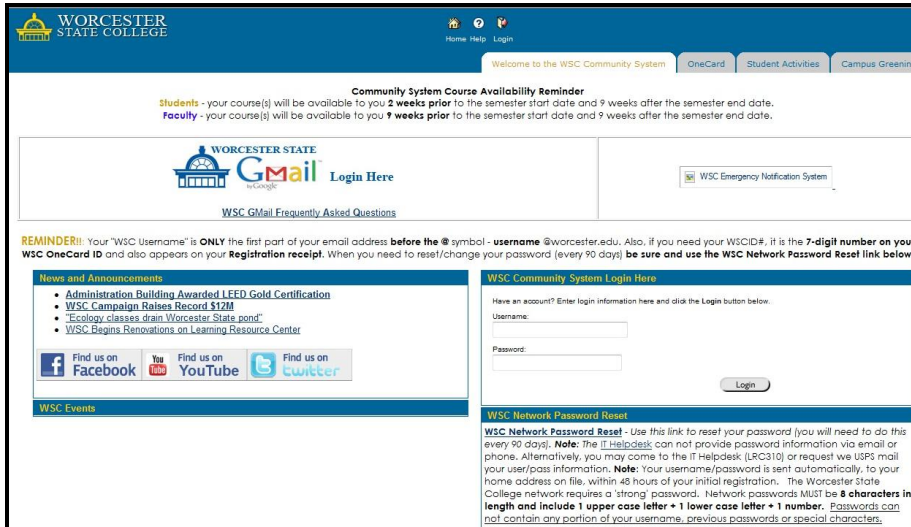 WORCESTER
STATE COLLEGE
Home Help Login
Welcome to the WSC Community System
OneCard
Student Activities
Campus Greenin
Community System Course Availability Reminder
Students - your course(s) will be available to you 2 weeks prior to the semester start date and 9 weeks after the semester end date.
Faculty - your course(s) will be available to you 9 weeks prior to the semester start date and 9 weeks after the semester end date.
WORCESTER STATE
GMail by Google
Login Here
WSC GMail Frequently Asked Questions
WSC Emergency Notification System
REMINDER!!: Your "WSC Username" is ONLY the first part of your email address before the @ symbol - username @worcester.edu. Also, if you need your WSCID#, it is the 7-digit number on you
WSC OneCard ID and also appears on your Registration receipt. When you need to reset/change your password (every 90 days) be sure and use the WSC Network Password Reset link below
News and Announcements
Administration Building Awarded LEED Gold Certification
WSC Campaign Raises Record $12M
"Ecology classes drain Worcester State pond"
WSC Begins Renovations on Learning Resource Center
Find us on Facebook
You Tube Find us on YouTube
Find us on twitter
WSC Events
WSC Community System Login Here
Have an account? Enter login information here and click the Login button below.
Username:
Password:
Login
WSC Network Password Reset
WSC Network Password Reset - Use this link to reset your password (you will need to do this
every 90 days). Note: The IT Helpdesk can not provide password information via email or
phone. Alternatively, you may come to the IT Helpdesk (LRC310) or request we USPS mail
your user/pass information. Note: Your username/password is sent automatically, to your
home address on file, within 48 hours of your initial registration. The Worcester State
College network requires a 'strong' password. Network passwords MUST be 8 characters in
length and include 1 upper case letter + 1 lower case letter + 1 number. Passwords can
not contain any portion of your username, previous passwords or special characters.